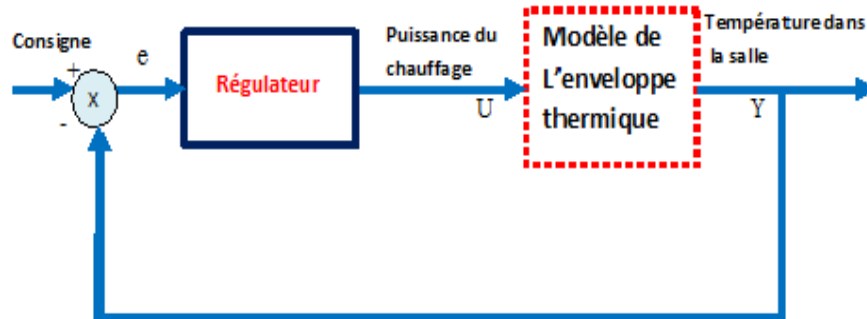 Consigne
+
-
X
e
Régulateur
Puissance du
chauffage
U
Modèle de
L'enveloppe
thermique
Température dans
la salle
Y